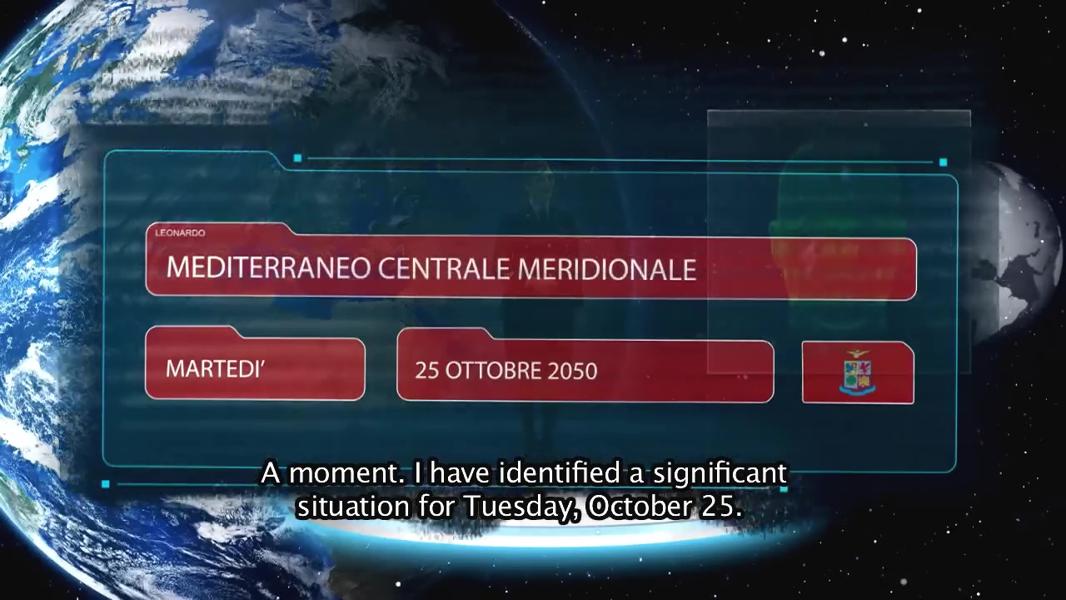 LEONARDO
MEDITERRANEO CENTRALE MERIDIONALE
MARTEDI’
25 OTTOBRE 2050
A moment. I have identified a significant
situation for Tuesday, October 25.